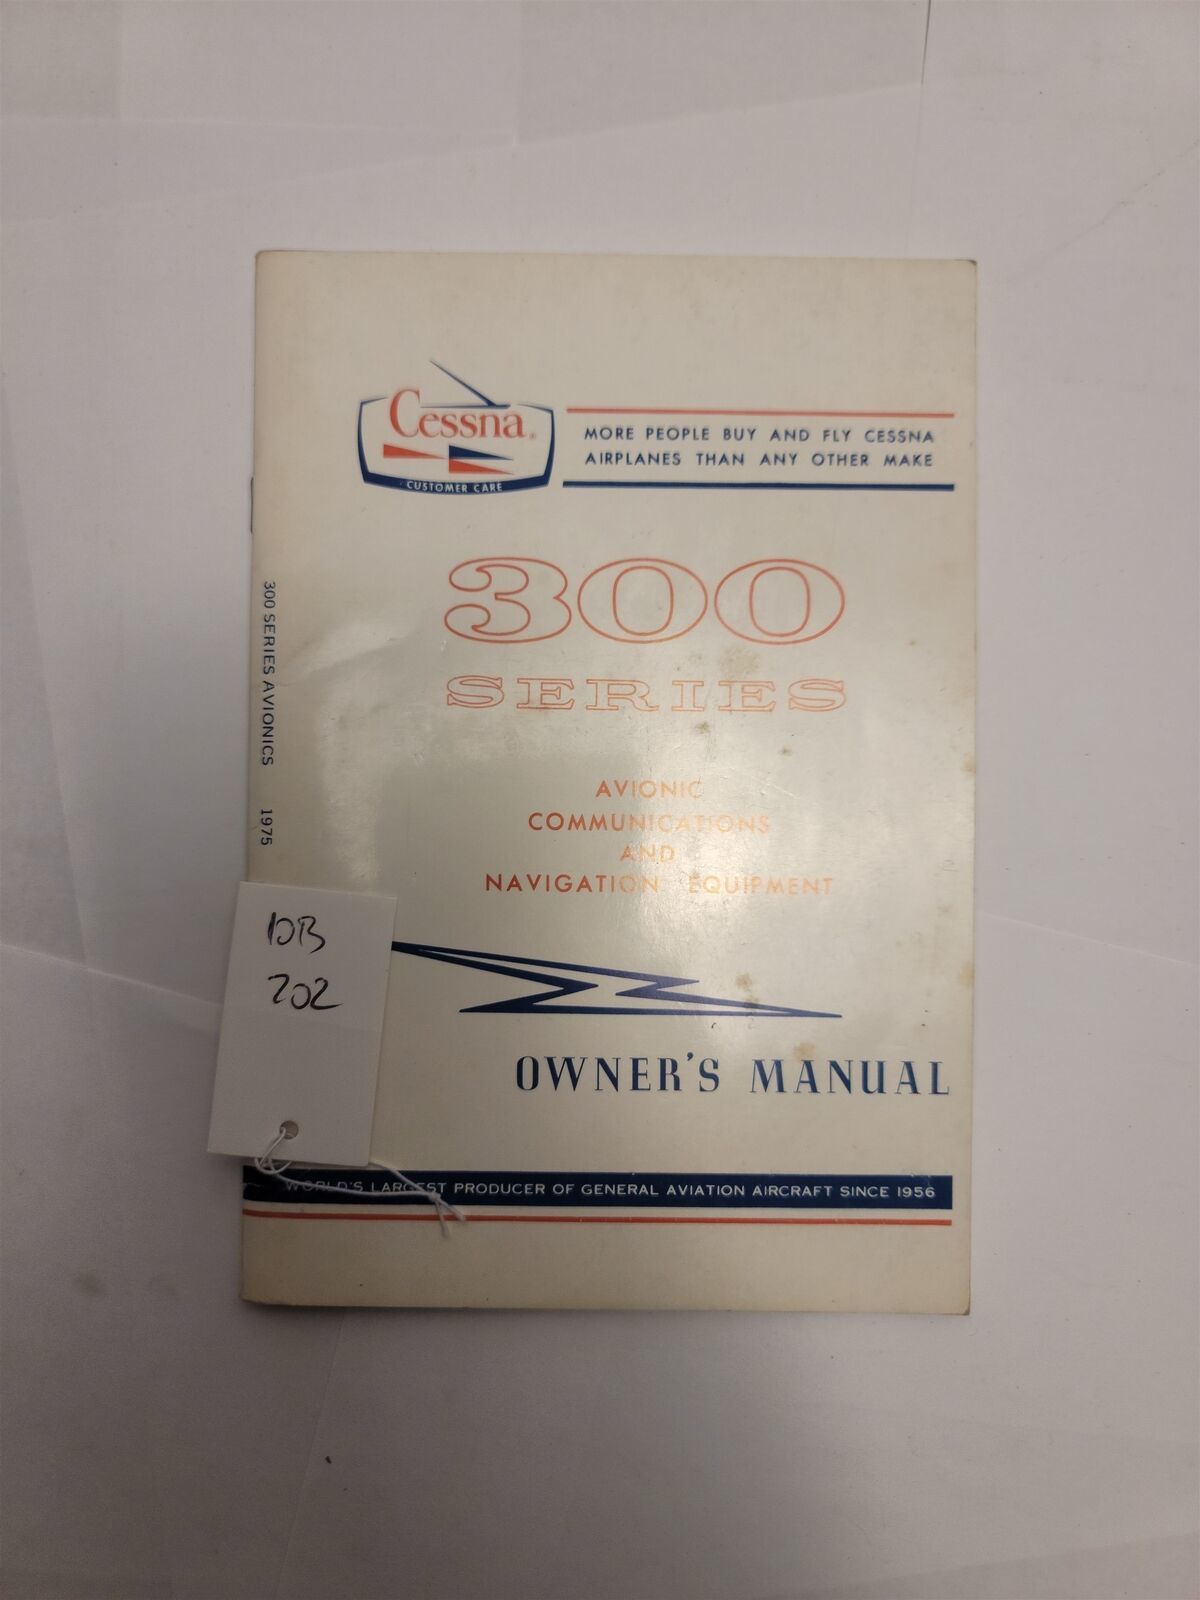 Cessna®
CUSTOMER CARE
MORE PEOPLE BUY AND FLY CESSNA
AIRPLANES THAN ANY OTHER MAKE
300
SERIES
AVIONIC
COMMUNICATIONS
AND
NAVIGATION EQUIPMENT
300 SERIES AVIONICS 1975
202
OWNER'S MANUAL
WORLD'S LARGEST PRODUCER OF GENERAL AVIATION AIRCRAFT SINCE 1956